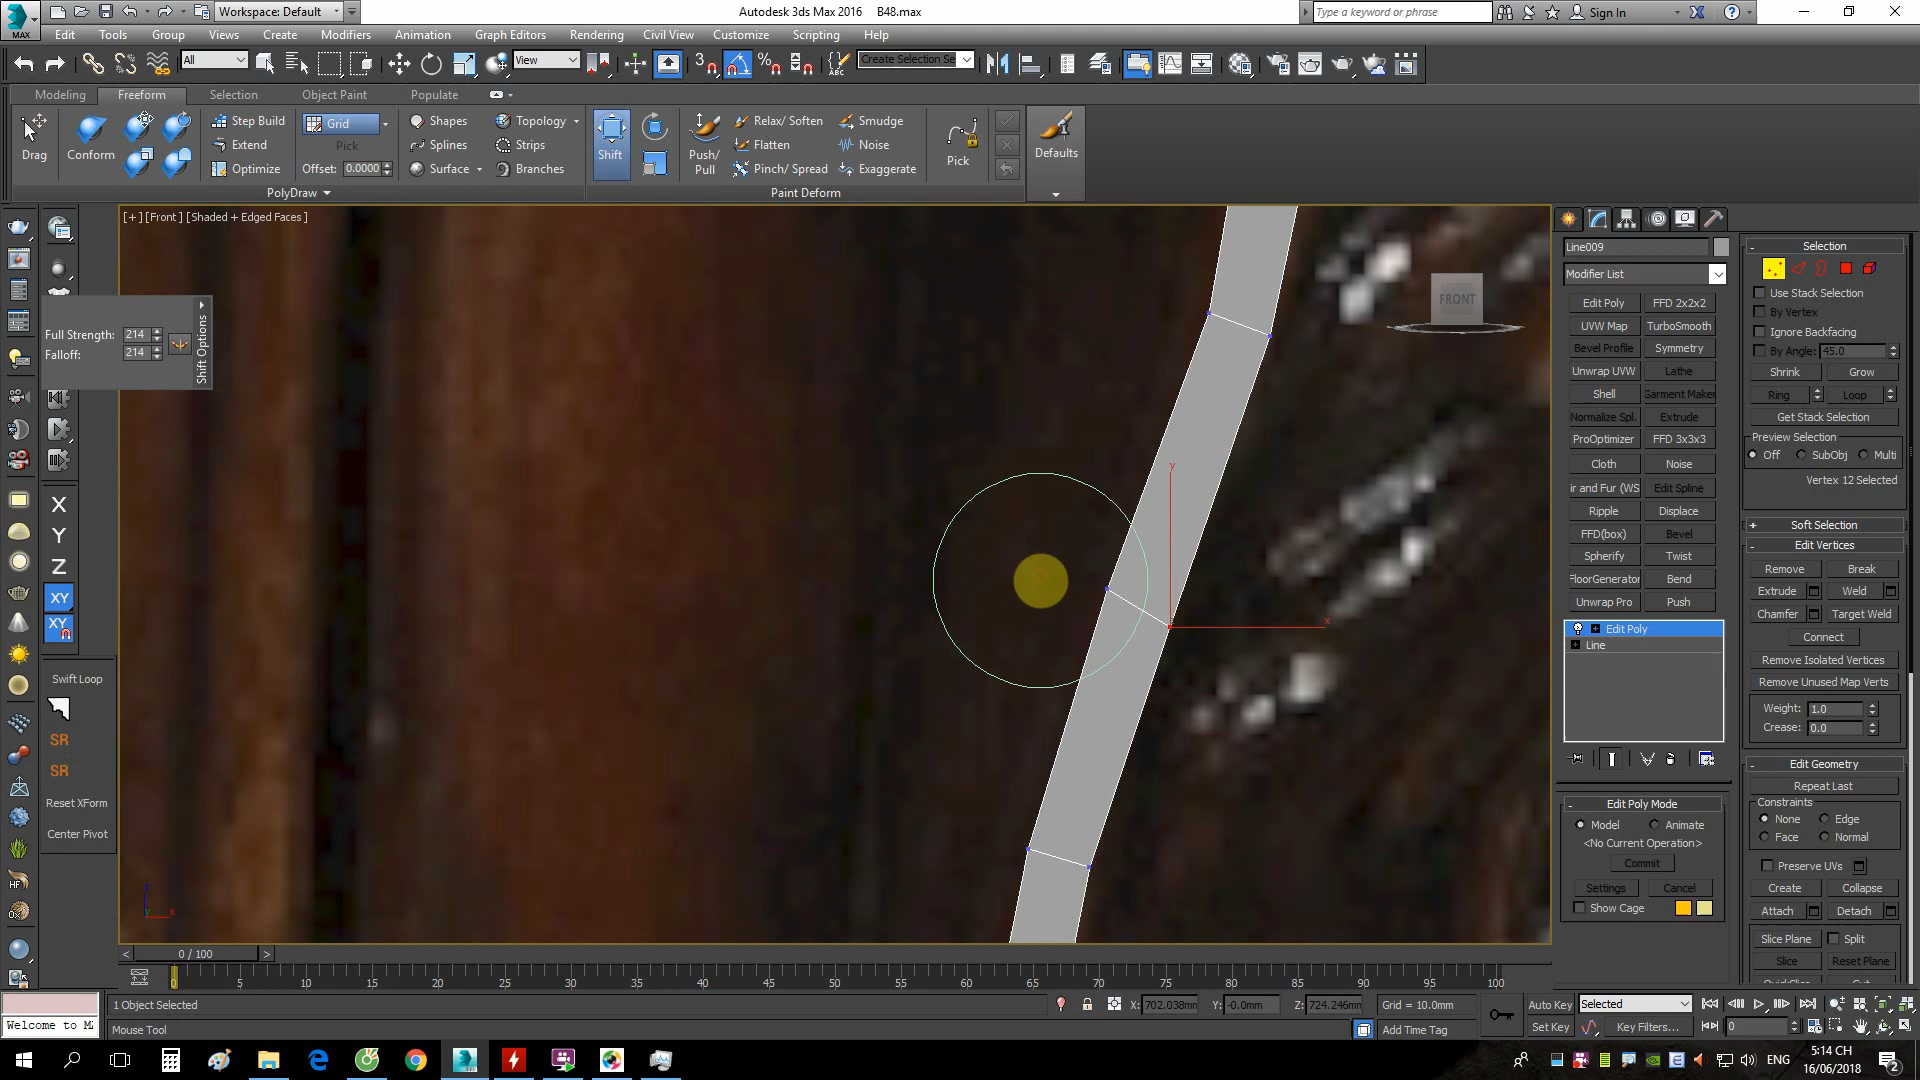 MAX
Workspace: Default
Autodesk 3ds Max 2016    B48.max
Type a keyword or phrase
Sign In
Edit Tools Group Views Create Modifiers Animation Graph Editors Rendering Civil View Customize Scripting Help
All
View
3
%
ABC
Create Selection Se
Modeling Freeform Selection Object Paint Populate
Drag
Conform
Step Build
Extend
Optimize
Grid
Pick
Offset: 0.0000
Shapes
Splines
Surface
Topology
Strips
Branches
Shift
Push/
Pull
Relax/ Soften
Flatten
Pinch/ Spread
Smudge
Noise
Exaggerate
Pick
Defaults
PolyDraw
Paint Deform
[+] [Front ] [Shaded + Edged Faces ]
FRONT
Full Strength: 214
Falloff: 214
Shift Options
X
Y
Z
XY
XY
Swift Loop
SR
SR
Reset XForm
Center Pivot
HF
y
x
z
y
x
Line009
Modifier List
Edit Poly FFD 2x2x2
UVW Map TurboSmooth
Bevel Profile Symmetry
Unwrap UVW Lathe
Shell Garment Maker
Normalize Spl. Extrude
ProOptimizer FFD 3x3x3
Cloth Noise
ir and Fur (WS Edit Spline
Ripple Displace
FFD(box) Bevel
Spherify Twist
FloorGenerator Bend
Unwrap Pro Push
Edit Poly
Line
Edit Poly Mode
Model Animate
<No Current Operation>
Commit
Settings Cancel
Show Cage
Selection
Use Stack Selection
By Vertex
Ignore Backfacing
By Angle: 45.0
Shrink Grow
Ring Loop
Get Stack Selection
Preview Selection
Off SubObj Multi
Vertex 12 Selected
Soft Selection
Edit Vertices
Remove Break
Extrude Weld
Chamfer Target Weld
Connect
Remove Isolated Vertices
Remove Unused Map Verts
Weight: 1.0
Crease: 0.0
Edit Geometry
Repeat Last
Constraints
None Edge
Face Normal
Preserve UVs
Create Collapse
Attach Detach
Slice Plane Split
Slice Reset Plane
< 0 / 100 >
0 5 10 15 20 25 30 35 40 45 50 55 60 65 70 75 80 85 90 95 100
Welcome to M
1 Object Selected
Mouse Tool
X: 702.038mm Y: -0.0mm Z: 724.246mm
Grid = 10.0mm
Add Time Tag
Auto Key Selected
Set Key Key Filters...
0
ENG
5:14 CH
16/06/2018
2